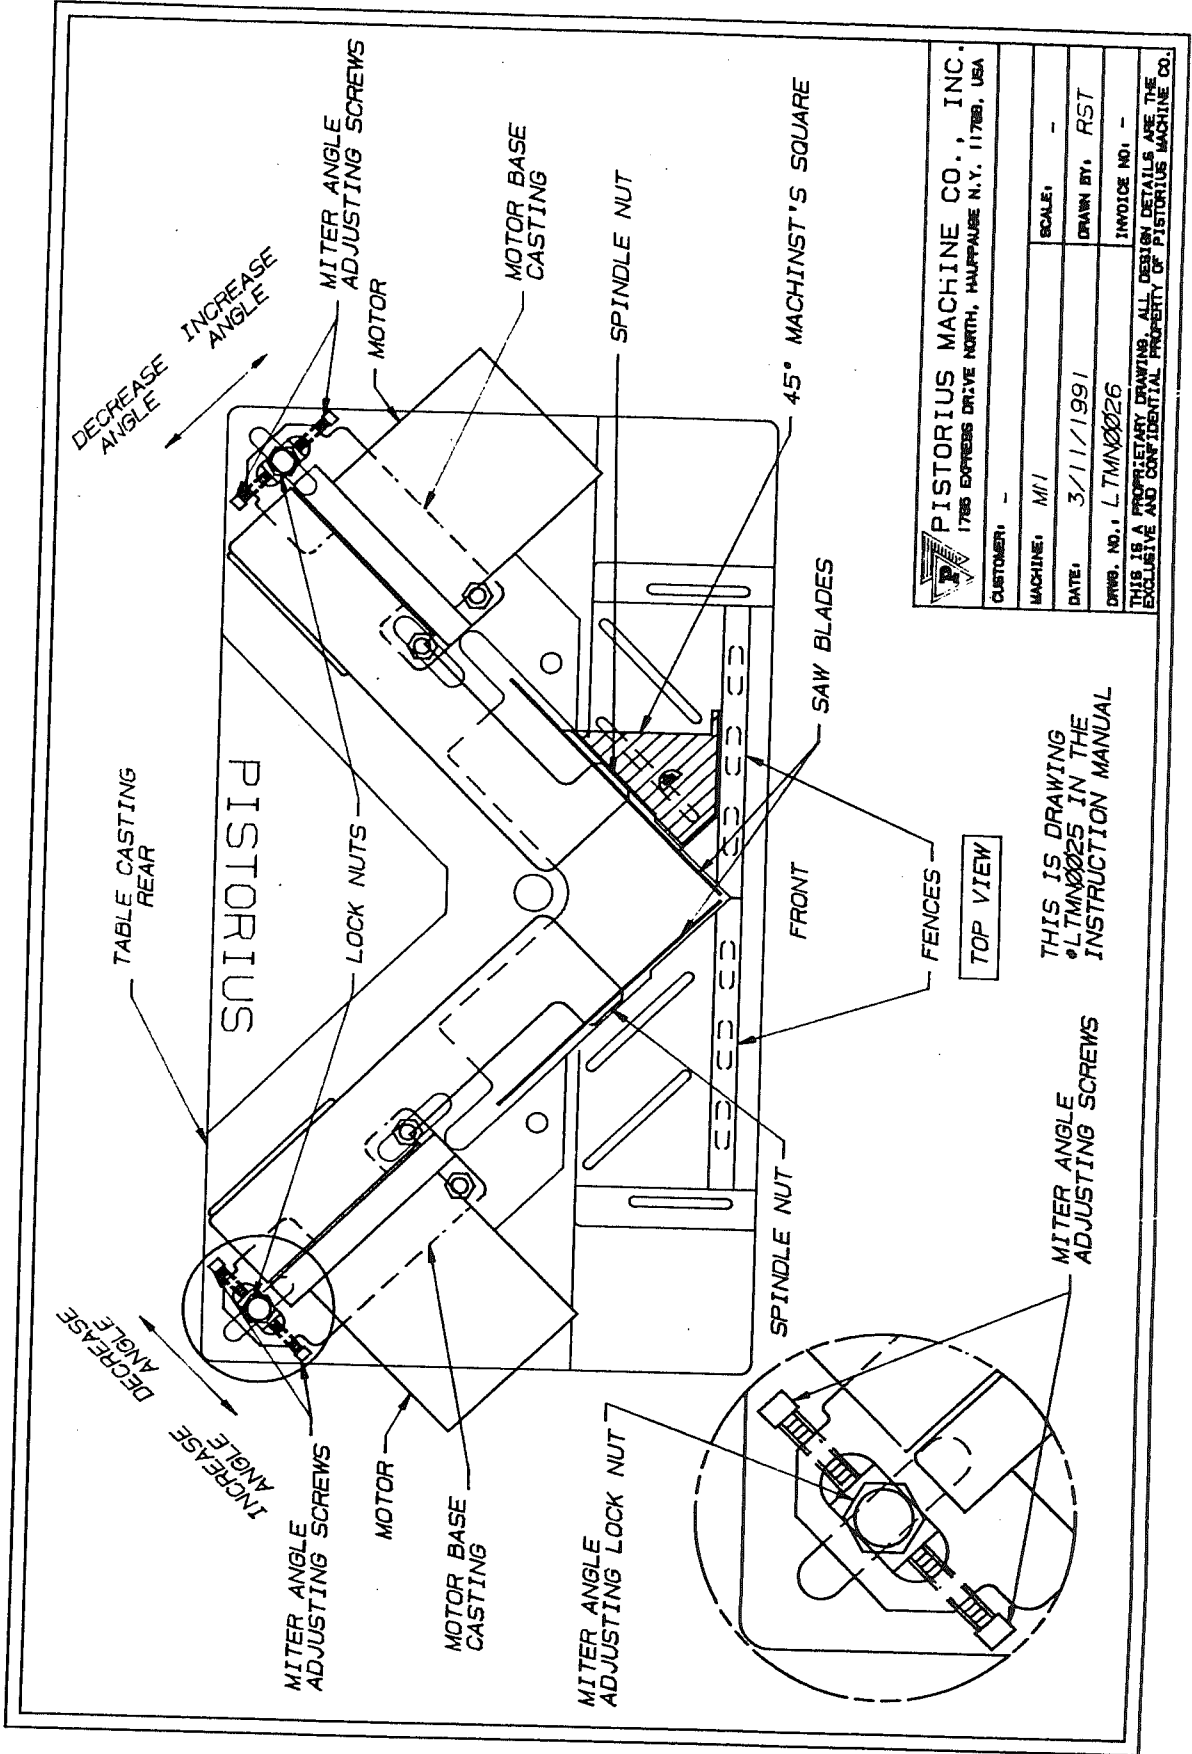 TABLE CASTING
REAR
DECREASE
ANGLE
INCREASE
ANGLE
MITER ANGLE
ADJUSTING SCREWS
MOTOR
MOTOR BASE
CASTING
SPINDLE NUT
45° MACHINST'S SQUARE
PISTORIUS
LOCK NUTS
INCREASE
ANGLE
DECREASE
ANGLE
MITER ANGLE
ADJUSTING SCREWS
MOTOR
MOTOR BASE
CASTING
SPINDLE NUT
FRONT
SAW BLADES
FENCES
TOP VIEW
MITER ANGLE
ADJUSTING LOCK NUT
MITER ANGLE
ADJUSTING SCREWS
THIS IS DRAWING
•LTMN0025 IN THE
INSTRUCTION MANUAL
P PISTORIUS MACHINE CO., INC.
1785 EXPRESS DRIVE NORTH, HAUPPAUGE N.Y. 11788, USA
CUSTOMER: -
MACHINE: MN SCALE: -
DATE: 3/11/1991 DRAWN BY: RST
DRWG. NO.: LTMN0026 INVOICE NO: -
THIS IS A PROPRIETARY DRAWING. ALL DESIGN DETAILS ARE THE
EXCLUSIVE AND CONFIDENTIAL PROPERTY OF PISTORIUS MACHINE CO.